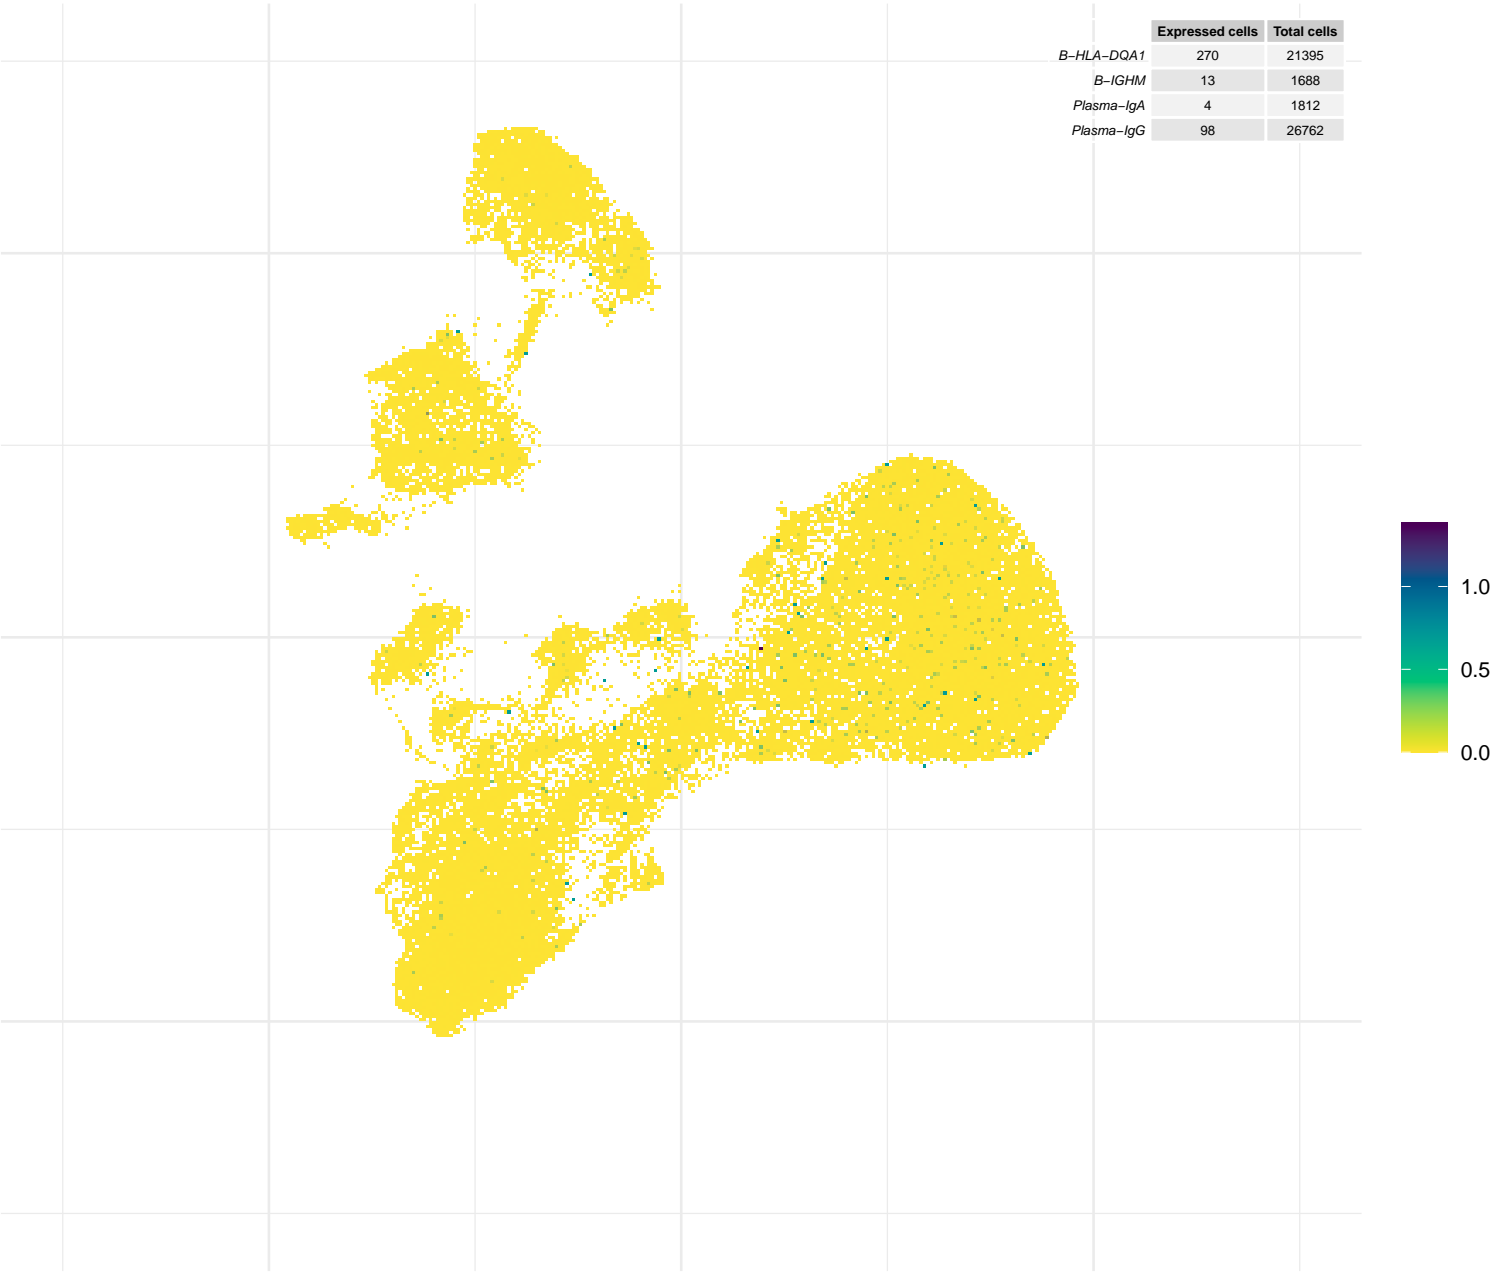 Expressed cells Total cells
B−HLA−DQA1 270 21395
B−IGHM 13 1688
Plasma−IgA 4 1812
Plasma−IgG 98 26762
1.0
0.5
0.0